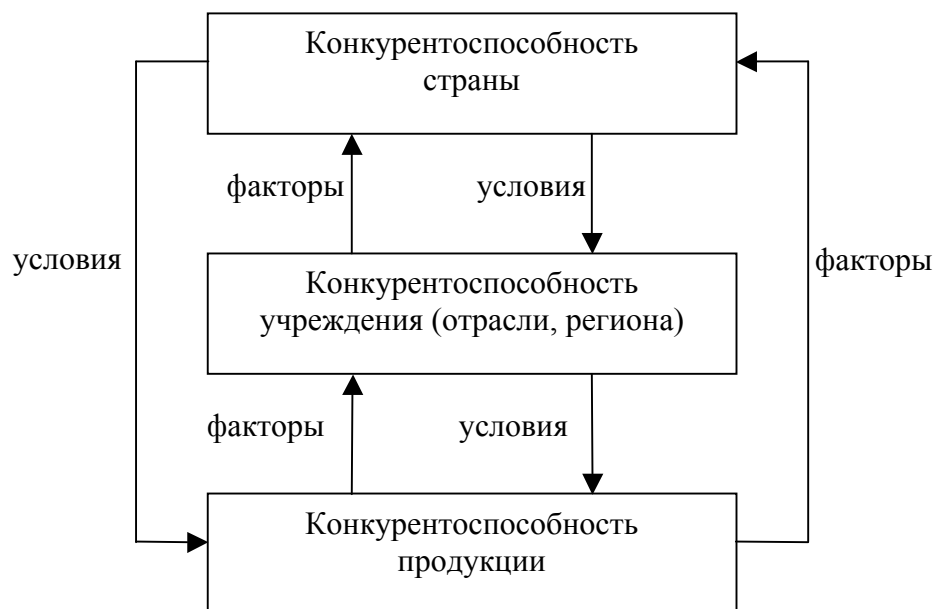 Конкурентоспособность
страны
факторы
условия
условия
факторы
Конкурентоспособность
учреждения (отрасли, региона)
факторы
условия
Конкурентоспособность
продукции